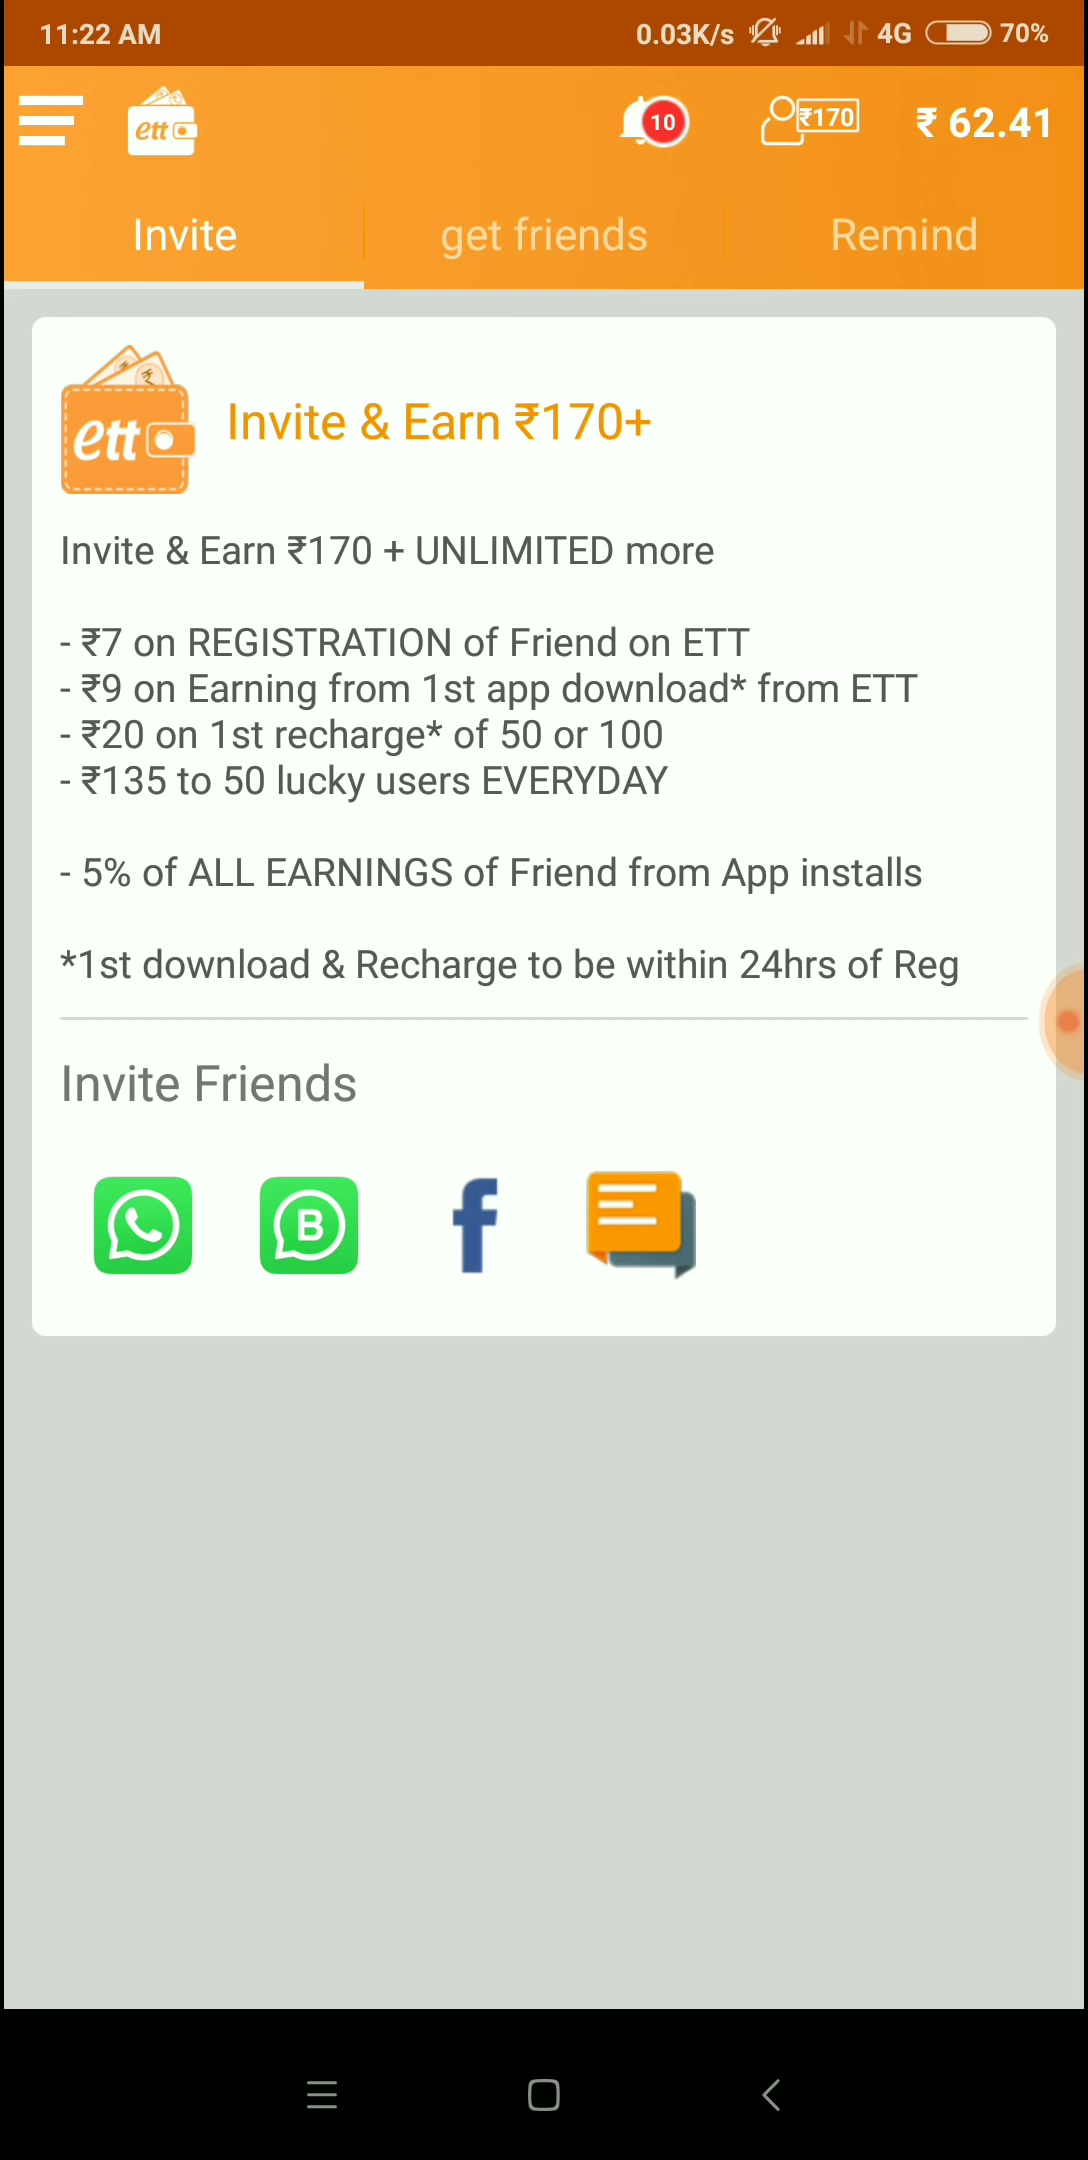 11:22 AM 0.03K/s 4G 70%
ett 10 ₹170 ₹ 62.41
Invite get friends Remind
ett Invite & Earn ₹170+
Invite & Earn ₹170 + UNLIMITED more
- ₹7 on REGISTRATION of Friend on ETT
- ₹9 on Earning from 1st app download* from ETT
- ₹20 on 1st recharge* of 50 or 100
- ₹135 to 50 lucky users EVERYDAY
- 5% of ALL EARNINGS of Friend from App installs
*1st download & Recharge to be within 24hrs of Reg
Invite Friends
B f